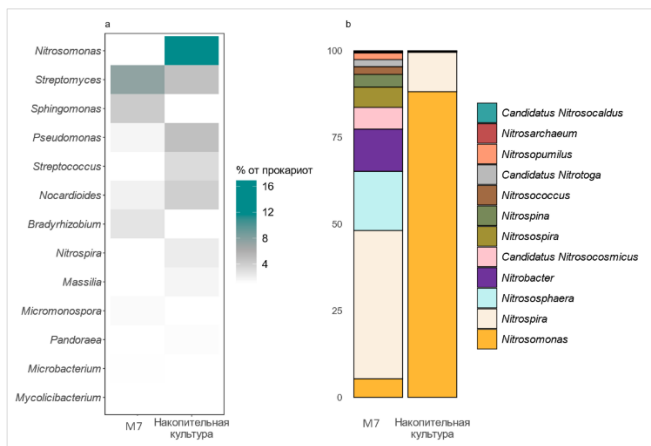 a
Nitrosomonas
Streptomyces
Sphingomonas
Pseudomonas
Streptococcus
Nocardioides
Bradyrhizobium
Nitrospira
Massilia
Micromonospora
Pandoraea
Microbacterium
Mycolicibacterium
M7
Накопительная
культура
% от прокариот
16
12
8
4
b
100
75
50
25
0
M7
Накопительная
культура
Candidatus Nitrosocaldus
Nitrosarchaeum
Nitrosopumilus
Candidatus Nitrotoga
Nitrosococcus
Nitrospina
Nitrosospira
Candidatus Nitrosocosmicus
Nitrobacter
Nitrososphaera
Nitrospira
Nitrosomonas